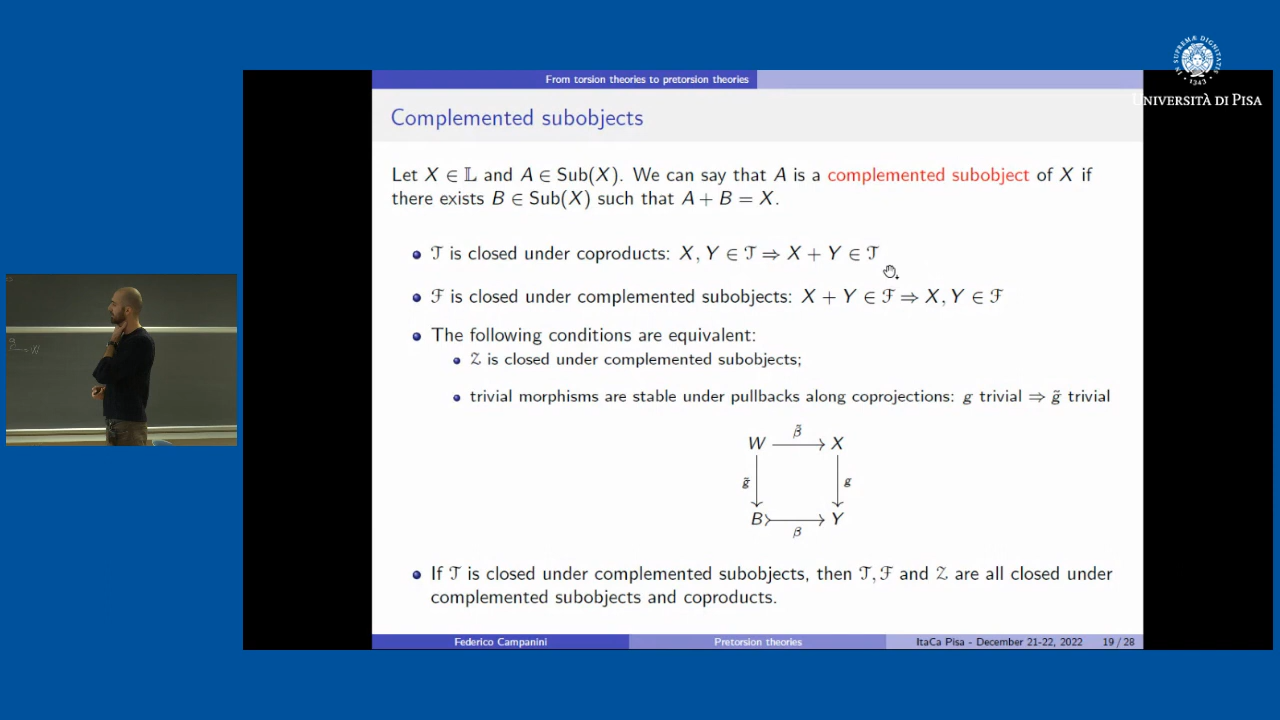 IN SUPREMÆ DIGNITATIS
1343
UNIVERSITÀ DI PISA
From torsion theories to pretorsion theories
Complemented subobjects
Let X ∈ 𝕃 and A ∈ Sub(X). We can say that A is a complemented subobject of X if
there exists B ∈ Sub(X) such that A + B = X.
• 𝒯 is closed under coproducts: X, Y ∈ 𝒯 ⇒ X + Y ∈ 𝒯
• ℱ is closed under complemented subobjects: X + Y ∈ ℱ ⇒ X, Y ∈ ℱ
• The following conditions are equivalent:
• 𝒵 is closed under complemented subobjects;
• trivial morphisms are stable under pullbacks along coprojections: g trivial ⇒ g̃ trivial
β̃
W X
g̃ g
B Y
β
• If 𝒯 is closed under complemented subobjects, then 𝒯, ℱ and 𝒵 are all closed under
complemented subobjects and coproducts.
Federico Campanini Pretorsion theories ItaCa Pisa - December 21-22, 2022 19 / 28